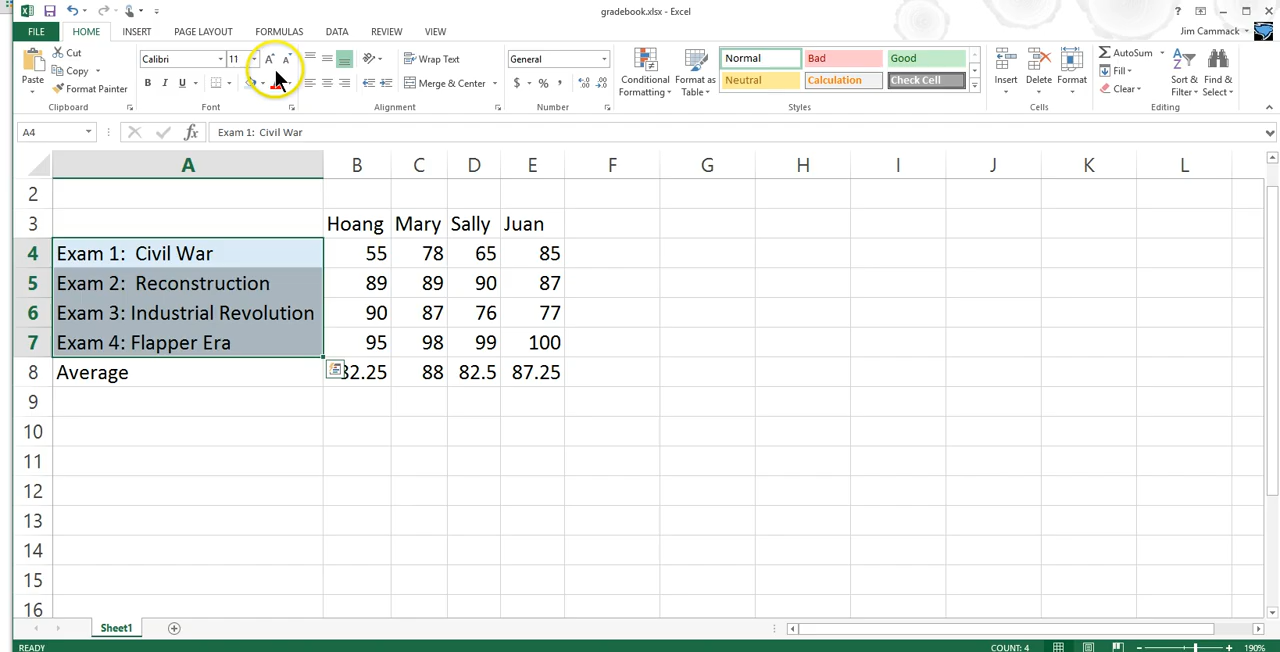 gradebook.xlsx - Excel
?
FILE HOME INSERT PAGE LAYOUT FORMULAS DATA REVIEW VIEW
Jim Cammack
Paste
Cut
Copy
Format Painter
Clipboard
Calibri 11
A A
B I U
Font
Wrap Text
Merge & Center
Alignment
General
$ % ,
Number
Conditional Formatting
Format as Table
Normal Bad Good
Neutral Calculation Check Cell
Styles
Insert Delete Format
Cells
AutoSum
Fill
Clear
Sort & Filter
Find & Select
Editing
A4 fx Exam 1: Civil War
A B C D E F G H I J K L
2
3 Hoang Mary Sally Juan
4 Exam 1: Civil War 55 78 65 85
5 Exam 2: Reconstruction 89 89 90 87
6 Exam 3: Industrial Revolution 90 87 76 77
7 Exam 4: Flapper Era 95 98 99 100
8 Average 82.25 88 82.5 87.25
9
10
11
12
13
14
15
16
Sheet1
READY COUNT: 4 190%